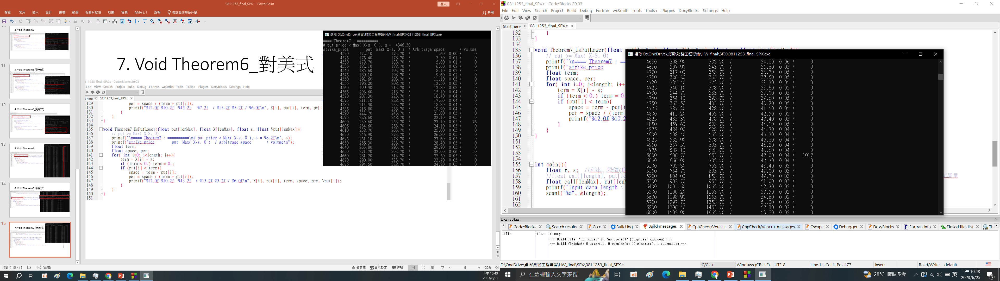 0811253_final_SPX - PowerPoint
登入
檔案 常用 插入 設計 轉場 動畫 投影片放映 校閱 檢視 AMA 2.1 說明 告訴我您想做什麼 共用
2. Void Theorem2
11
3. Void Theorem3_對美式
12
4. Void Theorem3_對歐式
13
5. Void Theorem4
14
6. Void Theorem6_對歐式
15
7. Void Theorem6_對美式
7. Void Theorem6_對美式
l11253_final_SPX.c - Code::Blocks 20.03
Edit View Search Project Build Debug Fortran wxSmith Tools Tools+ Plugins DoxyBlocks Settings Help
here 0811253_final_SPX.c
129 per = space / (term + put[i]);
130 printf("%12.0f %10.2f %15.2f %7.2f / %15.2f %5.2f / %6.0f\n", X[i], put[i], term, pv[i
131 }
132 }
133 }
134
135 void Theorem7_UsPutLower(float put[lenMax], float X[lenMax], float s, float Vput[lenMax]){
136 // put >= Max( X-S, 0)
137 printf("\n==== Theorem7 : ==========\n# put price < Max( X-s, 0 ), s = %8.2f\n", s);
138 printf("strike_price put Max( X-s, 0 ) / Arbitrage space / volume\n");
139 float term;
140 float space, per;
141 for( int i=0; i<length; i++){
142 term = X[i] - s;
143 if (term < 0.) term = 0.;
144 if (put[i] < term){
145 space = term - put[i];
146 per = space / (term + put[i]);
147 printf("%12.0f %10.2f %13.2f / %15.2f %5.2f / %6.0f\n", X[i], put[i], term, space, per, Vput[i]);
148 }
149 }
150 }
151
選取 D:\OneDrive\桌面\財務工程導論\HW_final\SPX\0811253_final_SPX.exe
==== Theorem7 : ==========
# put price < Max( X-s, 0 ), s = 4346.30
strike_price put Max( X-s, 0 ) / Arbitrage space / volume
4520 172.10 173.70 / 1.60 0.00 / 0
4525 175.40 178.70 / 3.30 0.01 / 0
4530 178.70 183.70 / 5.00 0.01 / 0
4535 182.10 188.70 / 6.60 0.02 / 0
4540 185.60 193.70 / 8.10 0.02 / 0
4545 189.10 198.70 / 9.60 0.02 / 0
4550 192.60 203.70 / 11.10 0.03 / 0
4555 196.20 208.70 / 12.50 0.03 / 0
4560 199.90 213.70 / 13.80 0.03 / 0
4565 203.60 218.70 / 15.10 0.04 / 0
4570 207.30 223.70 / 16.40 0.04 / 0
4575 211.10 228.70 / 17.60 0.04 / 0
4580 214.90 233.70 / 18.80 0.04 / 0
4585 218.80 238.70 / 19.90 0.04 / 0
4590 222.70 243.70 / 21.00 0.05 / 0
4595 226.60 248.70 / 22.10 0.05 / 0
4600 230.60 253.70 / 23.10 0.05 / 76
4605 234.60 258.70 / 24.10 0.05 / 0
4610 238.70 263.70 / 25.00 0.05 / 0
4620 246.90 273.70 / 26.80 0.05 / 0
4625 251.10 278.70 / 27.60 0.05 / 0
4630 255.30 283.70 / 28.40 0.05 / 0
4640 263.80 293.70 / 29.90 0.05 / 0
4650 271.70 303.70 / 32.00 0.06 / 50
4660 281.20 313.70 / 32.50 0.05 / 0
4670 290.00 323.70 / 33.70 0.05 / 0
4675 294.50 328.70 / 34.20 0.05 / 0
投影片 15 / 15 中文 (台灣) 備忘稿 顯示設定 註解 122%
下午 10:43
2023/6/25
0811253_final_SPX.c - Code::Blocks 20.03
File Edit View Search Project Build Debug Fortran wxSmith Tools Tools+ Plugins DoxyBlocks Settings Help
Start here 0811253_final_SPX.c
132 }
133 }
134
135 void Theorem7_UsPutLower(float put[lenMax], float X[lenMax], float s, float Vput[lenMax]){
136 // put >= Max( X-S, 0)
137 printf("\n==== Theorem7 : ==
138 printf("strike_price
139 float term;
140 float space, per;
141 for( int i=0; i<length; i++
142 term = X[i] - s;
143 if (term < 0.) term = 0.
144 if (put[i] < term){
145 space = term - put[i
146 per = space / (term
147 printf("%12.0f %10.2
148 }
149 }
150 }
151
152
153
154
155 int main(){
156 float r, s; //利率, 股價(
157 //float call[length], put[le 交易量
158 float call[lenMax], put[lenM
159 printf("input data length :
160 scanf("%d", &length);
161
162
選取 D:\OneDrive\桌面\財務工程導論\HW_final\SPX\0811253_final_SPX.exe
4680 298.90 333.70 / 34.80 0.06 / 0
4690 307.90 343.70 / 35.80 0.05 / 0
4700 317.00 353.70 / 36.70 0.05 / 0
4710 326.20 363.70 / 37.50 0.05 / 0
4720 335.40 373.70 / 38.30 0.05 / 0
4725 340.10 378.70 / 38.60 0.05 / 0
4730 344.70 383.70 / 39.00 0.05 / 0
4740 354.10 393.70 / 39.60 0.05 / 0
4750 363.50 403.70 / 40.20 0.05 / 0
4775 387.20 428.70 / 41.50 0.05 / 0
4800 411.20 453.70 / 42.50 0.05 / 0
4825 435.30 478.70 / 43.40 0.05 / 0
4850 459.60 503.70 / 44.10 0.05 / 0
4875 484.00 528.70 / 44.70 0.04 / 0
4900 508.40 553.70 / 45.30 0.04 / 0
4925 532.90 578.70 / 45.80 0.04 / 0
4950 557.50 603.70 / 46.20 0.04 / 0
4975 582.10 628.70 / 46.60 0.04 / 0
5000 606.70 653.70 / 47.00 0.04 / 1017
5050 656.00 703.70 / 47.70 0.04 / 0
5100 705.30 753.70 / 48.40 0.03 / 0
5150 754.70 803.70 / 49.00 0.03 / 0
5200 804.00 853.70 / 49.70 0.03 / 0
5300 902.70 953.70 / 51.00 0.03 / 0
5400 1001.50 1053.70 / 52.20 0.03 / 0
5500 1100.20 1153.70 / 53.50 0.02 / 0
5600 1198.90 1253.70 / 54.80 0.02 / 0
5700 1297.70 1353.70 / 56.00 0.02 / 0
5800 1396.40 1453.70 / 57.30 0.02 / 0
6000 1593.90 1653.70 / 59.80 0.02 / 0
Logs & others
Code::Blocks Search results Cccc Build log Build messages CppCheck/Vera++ CppCheck/Vera++ messages Cscope Debugger DoxyBlocks Fortran info Closed files list Th
File Line Message
=== Build file: "no target" in "no project" (compiler: unknown) ===
=== Build finished: 0 error(s), 0 warning(s) (0 minute(s), 1 second(s)) ===
D:\OneDrive\桌面\財務工程導論\HW_final\SPX\0811253_final_SPX.c C/C++ Windows (CR+LF) UTF-8 Line 14, Col 1, Pos 477 Insert Read/Write default
在這裡輸入文字來搜 28°C 晴時多雲 英 下午 10:43
2023/6/25